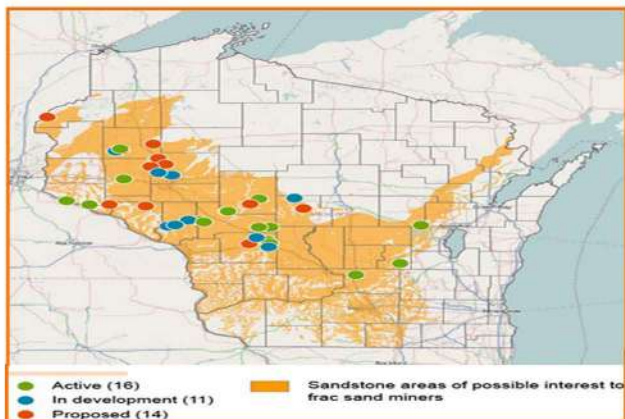 Active (16)
In development (11)
Proposed (14)
Sandstone areas of possible interest to
frac sand miners